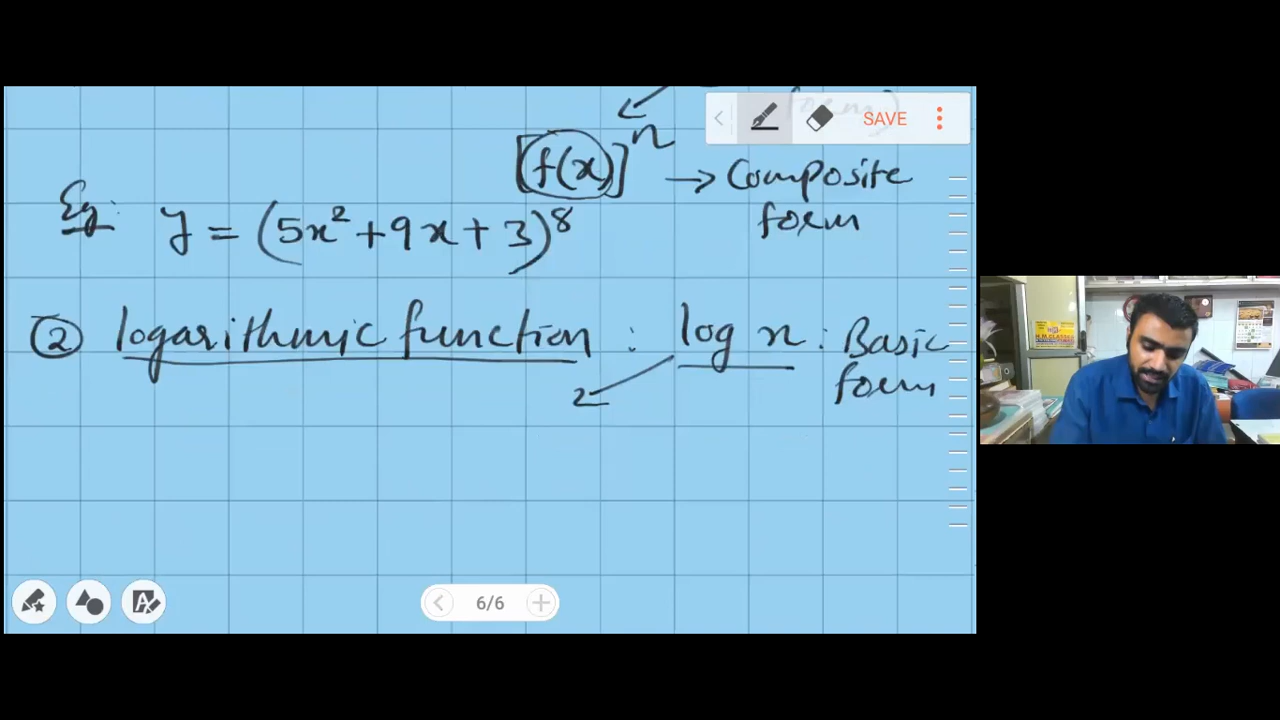 SAVE
[f(x)]^n → Composite
form
Eg: y = (5x² + 9x + 3)⁸
② logarithmic function : log x : Basic
form
6/6